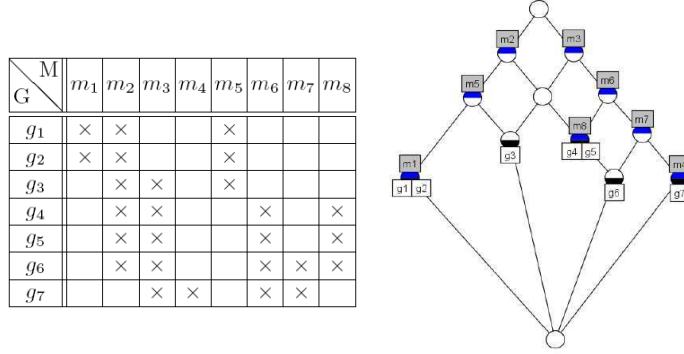 M
G m₁ m₂ m₃ m₄ m₅ m₆ m₇ m₈
g₁ × × ×
g₂ × × ×
g₃ × × ×
g₄ × × × ×
g₅ × × × ×
g₆ × × × × ×
g₇ × × × ×
m2 m3
m5 m6
m8 m7
m1 g3 g4 g5 m4
g1 g2 g6 g7